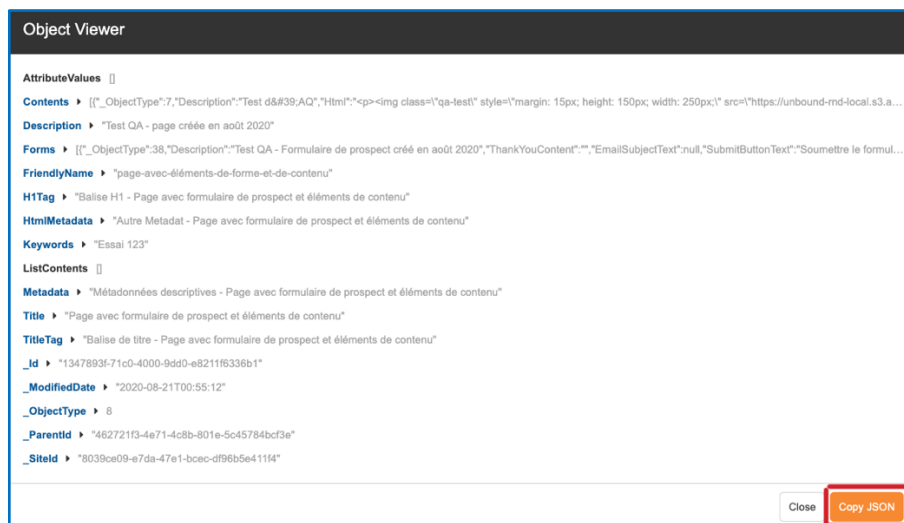 Object Viewer
AttributeValues []
Contents ▸ [{"_ObjectType":7,"Description":"Test d&#39;AQ","Html":"<p><img class=\"qa-test\" style=\"margin: 15px; height: 150px; width: 250px;\" src=\"https://unbound-rnd-local.s3.a...
Description ▸ "Test QA - page créée en août 2020"
Forms ▸ [{"_ObjectType":38,"Description":"Test QA - Formulaire de prospect créé en août 2020","ThankYouContent":"","EmailSubjectText":null,"SubmitButtonText":"Soumettre le formul...
FriendlyName ▸ "page-avec-éléments-de-forme-et-de-contenu"
H1Tag ▸ "Balise H1 - Page avec formulaire de prospect et éléments de contenu"
HtmlMetadata ▸ "Autre Metadat - Page avec formulaire de prospect et éléments de contenu"
Keywords ▸ "Essai 123"
ListContents []
Metadata ▸ "Métadonnées descriptives - Page avec formulaire de prospect et éléments de contenu"
Title ▸ "Page avec formulaire de prospect et éléments de contenu"
TitleTag ▸ "Balise de titre - Page avec formulaire de prospect et éléments de contenu"
_Id ▸ "1347893f-71c0-4000-9dd0-e8211f6336b1"
_ModifiedDate ▸ "2020-08-21T00:55:12"
_ObjectType ▸ 8
_ParentId ▸ "462721f3-4e71-4c8b-801e-5c45784bcf3e"
_SiteId ▸ "8039ce09-e7da-47e1-bcec-df96b5e411f4"
Close Copy JSON